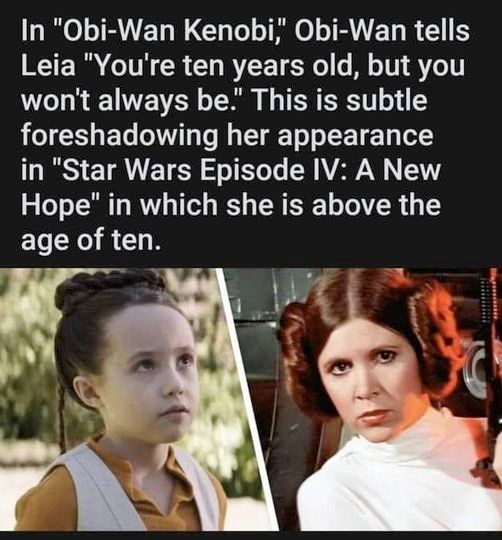 In "Obi-Wan Kenobi," Obi-Wan tells
Leia "You're ten years old, but you
won't always be." This is subtle
foreshadowing her appearance
in "Star Wars Episode IV: A New
Hope" in which she is above the
age of ten.